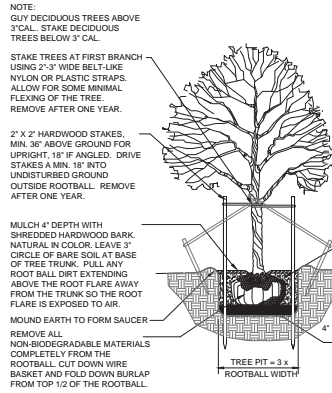 NOTE:
GUY DECIDUOUS TREES ABOVE
3"CAL.. STAKE DECIDUOUS
TREES BELOW 3" CAL.
STAKE TREES AT FIRST BRANCH
USING 2"-3" WIDE BELT-LIKE
NYLON OR PLASTIC STRAPS.
ALLOW FOR SOME MINIMAL
FLEXING OF THE TREE.
REMOVE AFTER ONE YEAR.
2" X 2" HARDWOOD STAKES,
MIN. 36" ABOVE GROUND FOR
UPRIGHT, 18" IF ANGLED. DRIVE
STAKES A MIN. 18" INTO
UNDISTURBED GROUND
OUTSIDE ROOTBALL. REMOVE
AFTER ONE YEAR.
MULCH 4" DEPTH WITH
SHREDDED HARDWOOD BARK.
NATURAL IN COLOR. LEAVE 3"
CIRCLE OF BARE SOIL AT BASE
OF TREE TRUNK. PULL ANY
ROOT BALL DIRT EXTENDING
ABOVE THE ROOT FLARE AWAY
FROM THE TRUNK SO THE ROOT
FLARE IS EXPOSED TO AIR.
MOUND EARTH TO FORM SAUCER
REMOVE ALL
NON-BIODEGRADABLE MATERIALS
COMPLETELY FROM THE
ROOTBALL. CUT DOWN WIRE
BASKET AND FOLD DOWN BURLAP
FROM TOP 1/2 OF THE ROOTBALL.
4"
TREE PIT = 3 x
ROOTBALL WIDTH